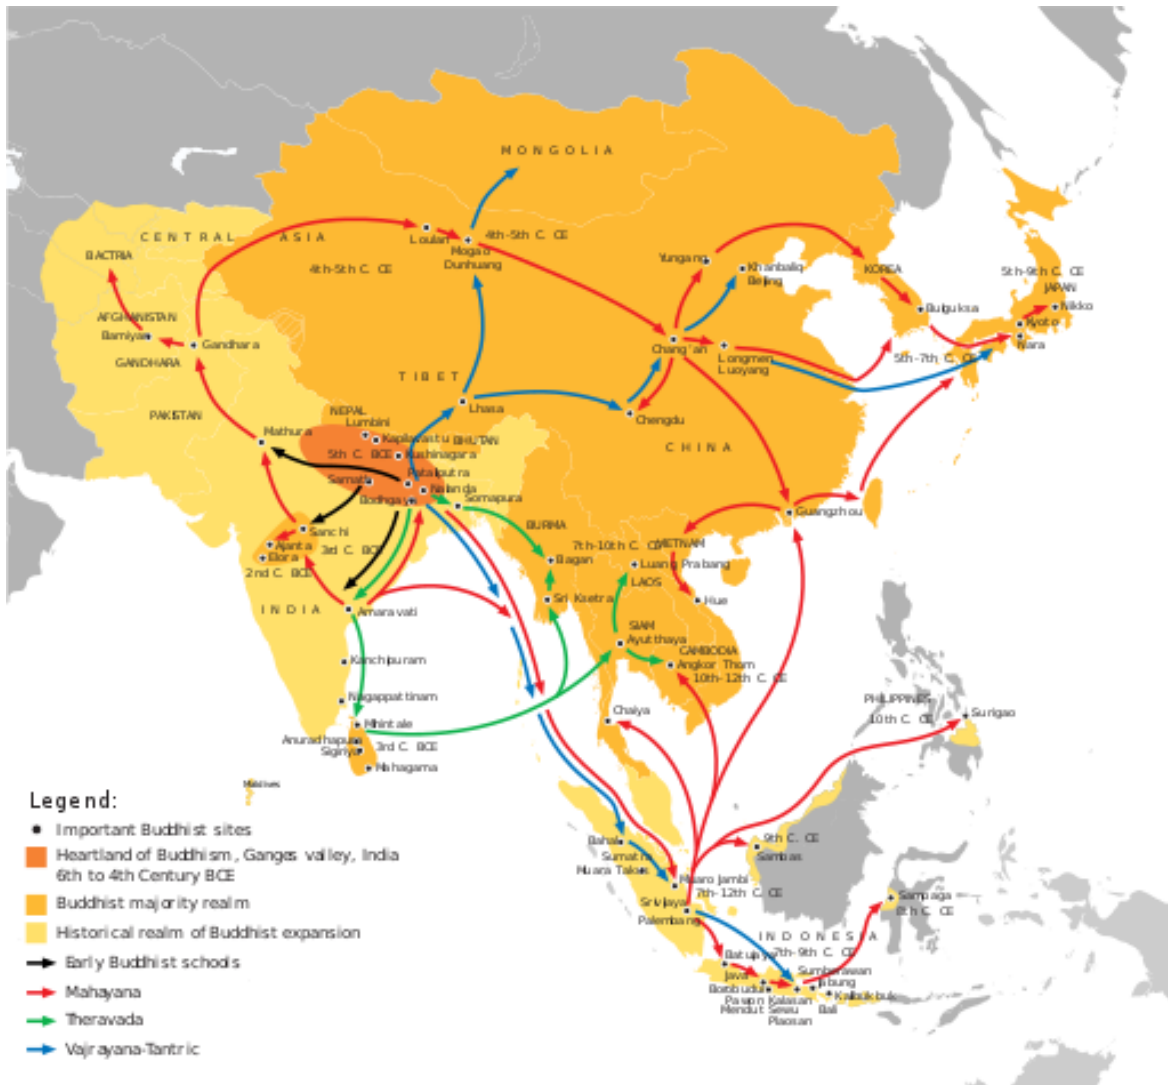 MONGOLIA
CENTRAL ASIA
BACTRIA
4th-5th C. CE
Loulan
Mogao
Dunhuang
4th-5th C. CE
Yungang
Khanbaliq
Beijing
KOREA
5th-9th C. CE
JAPAN
Nikko
Bulguksa
Kyoto
Nara
AFGHANISTAN
Bamiyan
Gandhara
GANDHARA
Chang'an
Longmen
Luoyang
5th-7th C. CE
TIBET
Lhasa
Chengdu
CHINA
PAKISTAN
Mathura
NEPAL
Lumbini
Kapilavastu
BHUTAN
5th C. BCE
Kushinagara
Pataliputra
Sarnath
Nalanda
Bodhgaya
Somapura
Guangzhou
Sanchi
Ajanta
3rd C. BCE
Ellora
2nd C. BCE
INDIA
Amaravati
BURMA
7th-10th C. CE
VIETNAM
Bagan
Luang Prabang
LAOS
Sri Ksetra
Hue
SIAM
Ayutthaya
CAMBODIA
Angkor Thom
10th-12th C. CE
Kanchipuram
Nagappattinam
Mihintale
Anuradhapura
Sigiriya
3rd C. BCE
Mahagama
Maldives
Chaiya
PHILIPPINES
10th C. CE
Surigao
Bahal
Sumatra
Muara Takus
Muaro Jambi
7th-12th C. CE
Srivijaya
Palembang
9th C. CE
Sambas
Sampaga
8th C. CE
INDONESIA
Batujaya
7th-9th C. CE
Java
Sumberawan
Jabung
Borobudur
Kalibukbuk
Pawon Kalasan
Mendut Sewu
Bali
Plaosan
Legend:
Important Buddhist sites
Heartland of Buddhism, Ganges valley, India
6th to 4th Century BCE
Buddhist majority realm
Historical realm of Buddhist expansion
Early Buddhist schools
Mahayana
Theravada
Vajrayana-Tantric